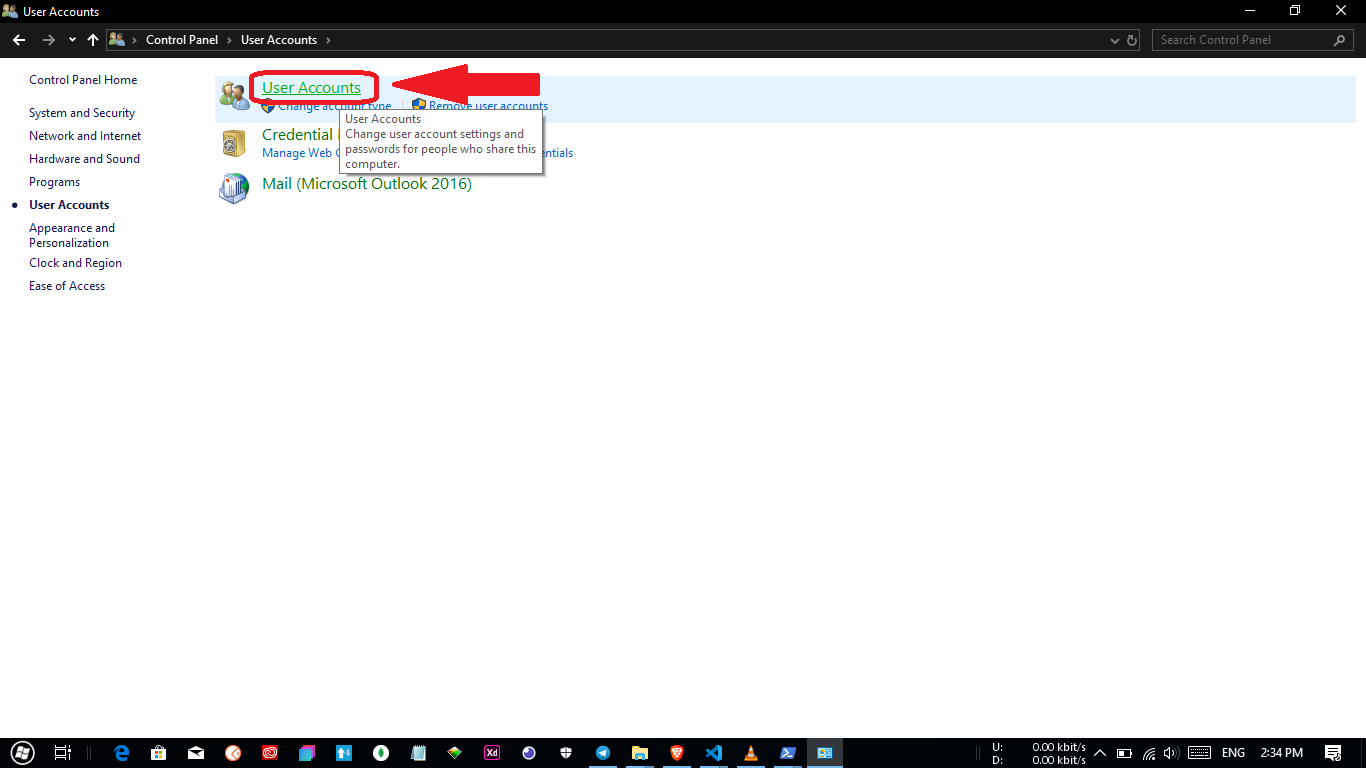 User Accounts
Control Panel > User Accounts >
Search Control Panel
Control Panel Home
System and Security
Network and Internet
Hardware and Sound
Programs
User Accounts
Appearance and
Personalization
Clock and Region
Ease of Access
User Accounts
Change account type
Remove user accounts
User Accounts
Change user account settings and
passwords for people who share this
computer.
Credential
Manage Web
entials
Mail (Microsoft Outlook 2016)
Xd
U: 0.00 kbit/s
D: 0.00 kbit/s
ENG
2:34 PM